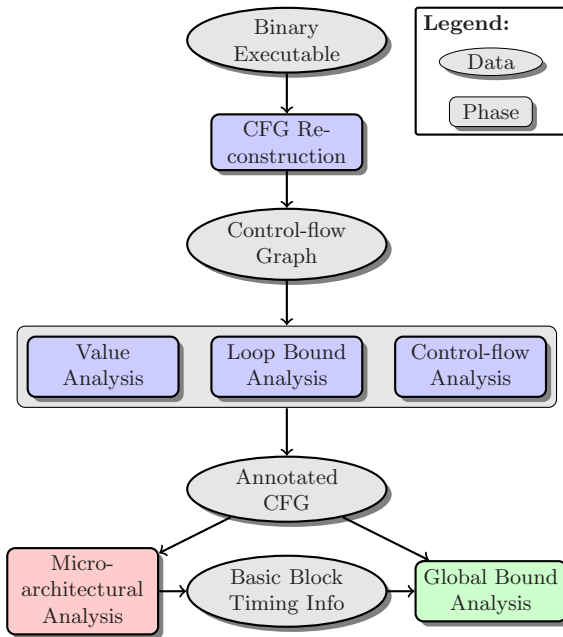 Binary
Executable
Legend:
Data
Phase
CFG Re-
construction
Control-flow
Graph
Value
Analysis
Loop Bound
Analysis
Control-flow
Analysis
Annotated
CFG
Micro-
architectural
Analysis
Basic Block
Timing Info
Global Bound
Analysis